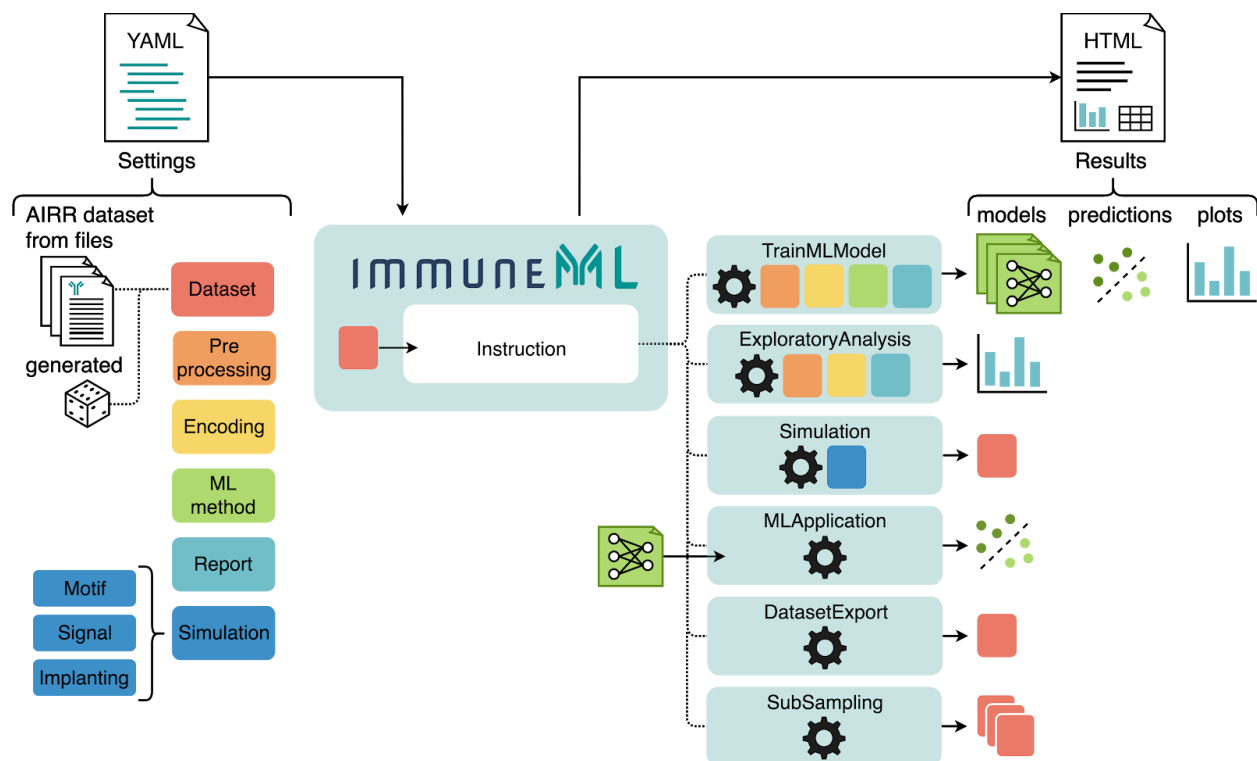 YAML
Settings
AIRR dataset
from files
generated
Dataset
Pre
processing
Encoding
ML
method
Report
Simulation
Motif
Signal
Implanting
IMMUNEML
Instruction
TrainMLModel
ExploratoryAnalysis
Simulation
MLApplication
DatasetExport
SubSampling
HTML
Results
models
predictions
plots